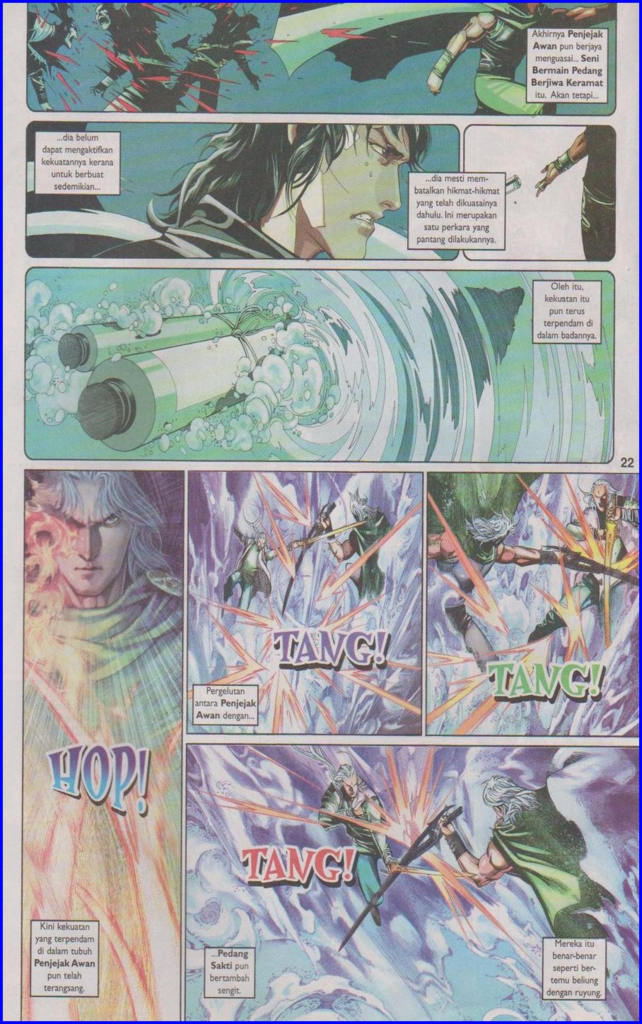 Akhirnya Penjejak
Awan pun berjaya
menguasai... Seni
Bermain Pedang
Berjiwa Keramat
itu. Akan tetapi...
...dia belum
dapat mengaktifkan
kekuatannya kerana
untuk berbuat
sedemikian...
...dia mesti mem-
batalkan hikmat-hikmat
yang telah dikuasainya
dahulu. Ini merupakan
satu perkara yang
pantang dilakukannya.
Oleh itu,
kekuatan itu
pun terus
terpendam di
dalam badannya.
22
HOP!
Kini kekuatan
yang terpendam
di dalam tubuh
Penjejak Awan
pun telah
terangsang.
TANG!
Pergelutan
antara Penjejak
Awan dengan...
TANG!
TANG!
...Pedang
Sakti pun
bertambah
sengit.
Mereka itu
benar-benar
seperti ber-
temu beliung
dengan ruyung.